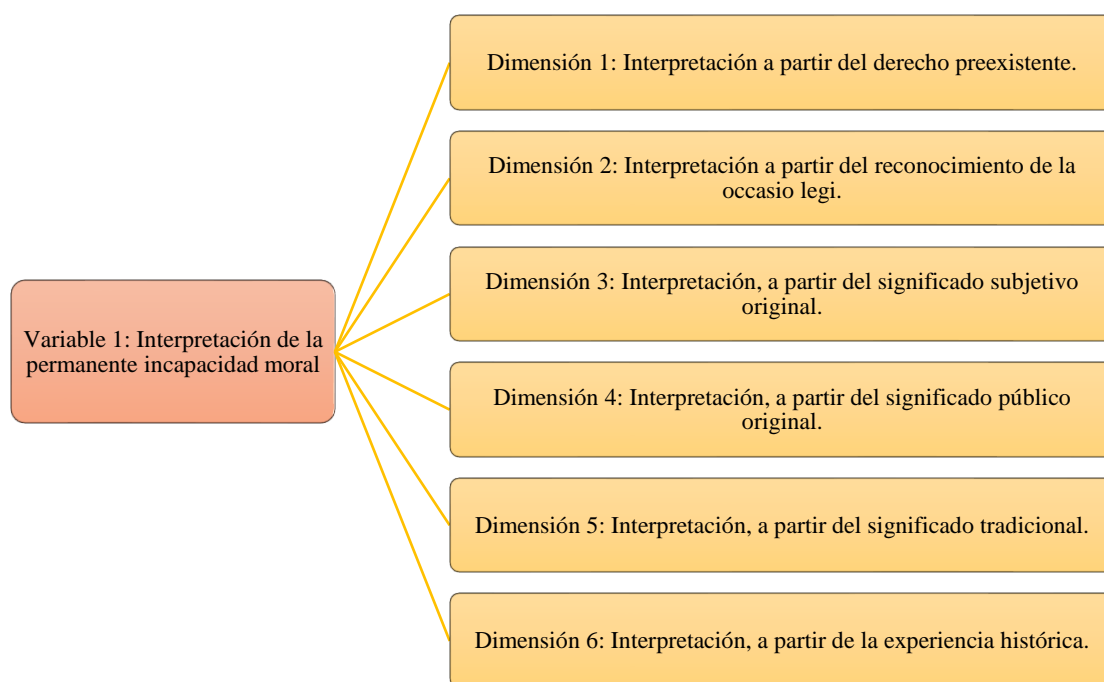 Variable 1: Interpretación de la
permanente incapacidad moral
Dimensión 1: Interpretación a partir del derecho preexistente.
Dimensión 2: Interpretación a partir del reconocimiento de la
occasio legi.
Dimensión 3: Interpretación, a partir del significado subjetivo
original.
Dimensión 4: Interpretación, a partir del significado público
original.
Dimensión 5: Interpretación, a partir del significado tradicional.
Dimensión 6: Interpretación, a partir de la experiencia histórica.